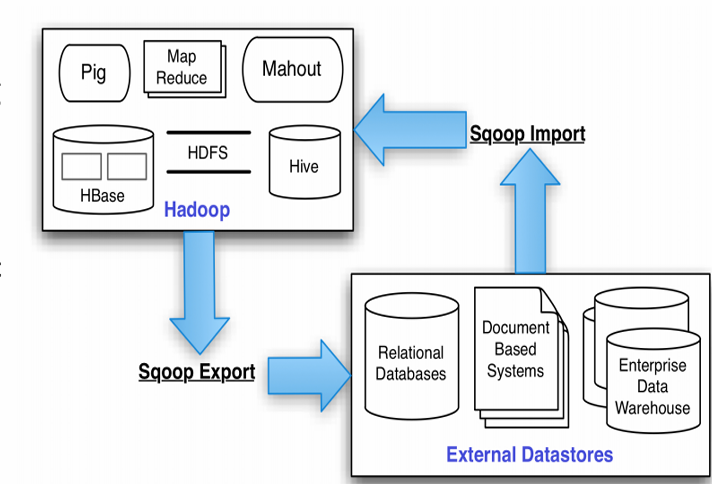 Pig
Map
Reduce
Mahout
HBase
HDFS
Hive
Hadoop
Sqoop Import
Sqoop Export
Relational
Databases
Document
Based
Systems
Enterprise
Data
Warehouse
External Datastores